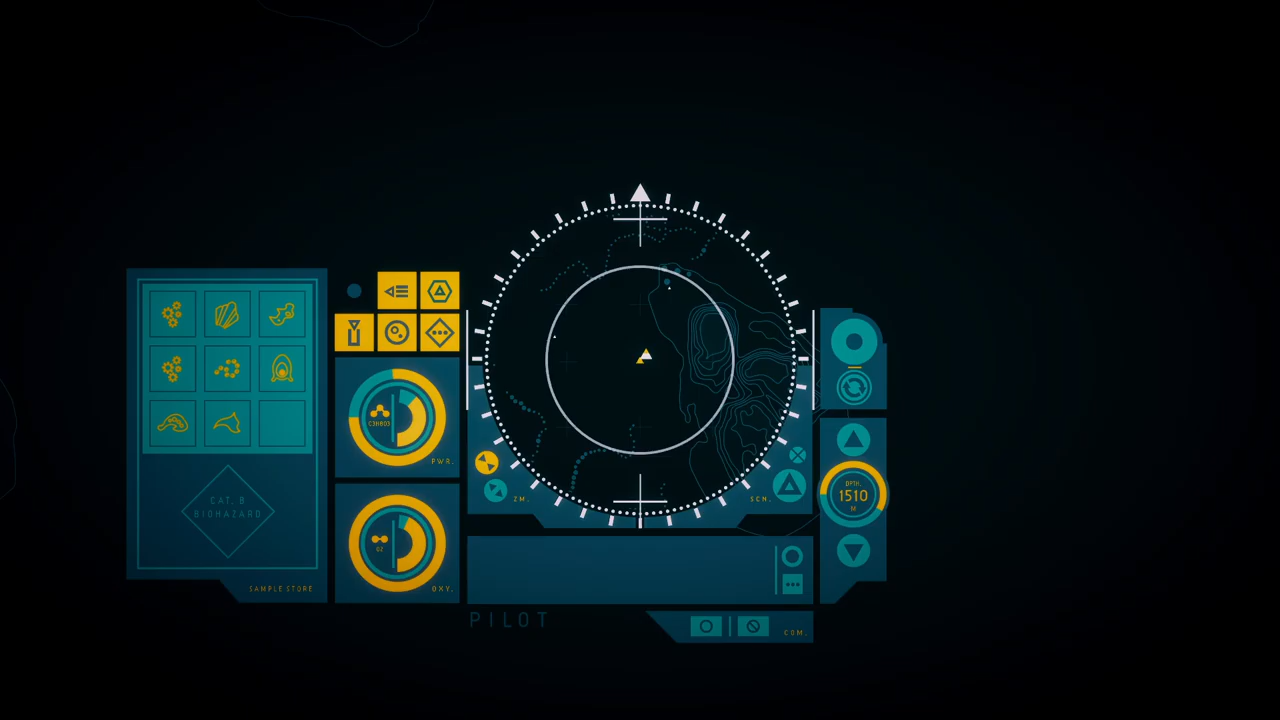 CAT. B
BIOHAZARD
SAMPLE STORE
C3H8O3
PWR.
O2
OXY.
ZM.
SCN.
DPTH.
1510
M
PILOT
COM.